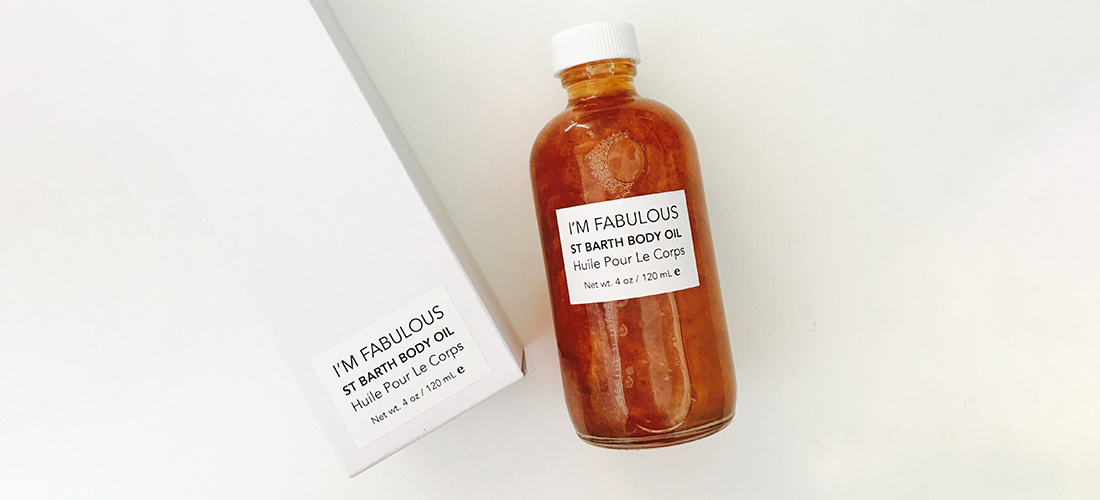 I'M FABULOUS
ST BARTH BODY OIL
Huile Pour Le Corps
Net wt. 4 oz / 120 mL e
I'M FABULOUS
ST BARTH BODY OIL
Huile Pour Le Corps
Net wt. 4 oz / 120 mL e